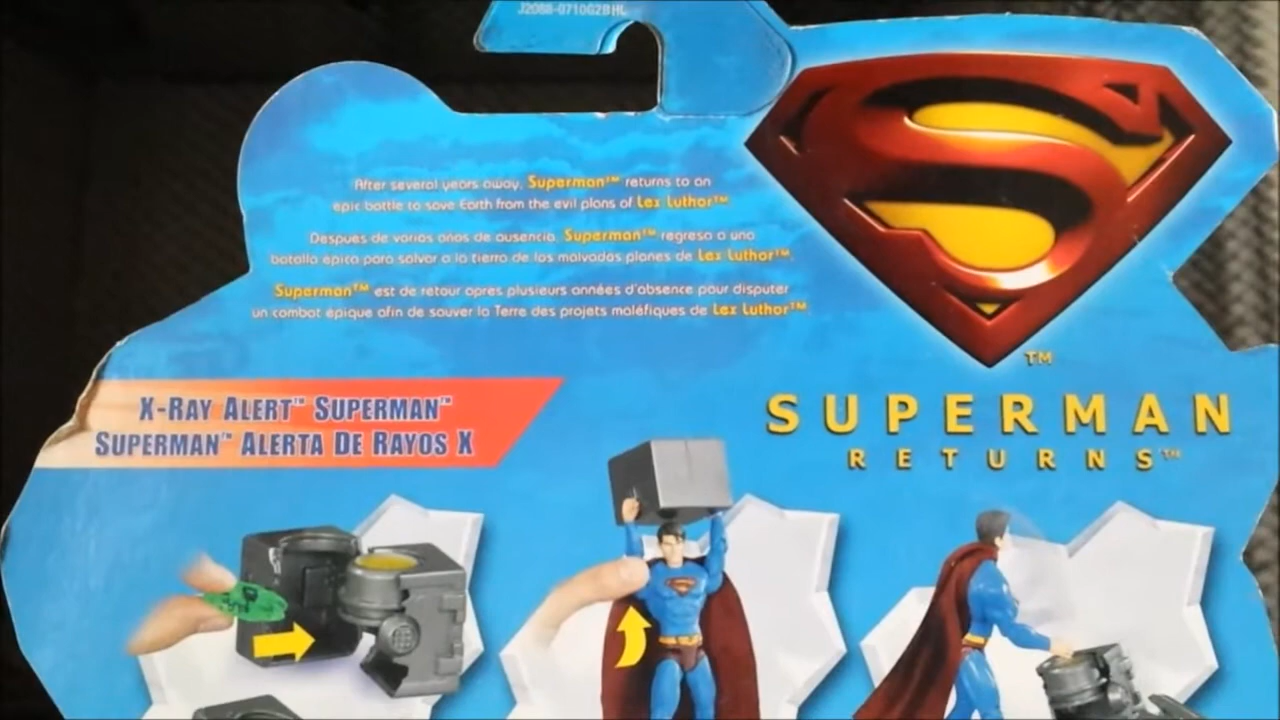 J2088-0710G2BHL
After several years away, Superman™ returns to an
epic battle to save Earth from the evil plans of Lex Luthor™.
Despues de varios años de ausencia, Superman™ regresa a una
batalla epica para salvar a la tierra de los malvados planes de Lex Luthor™.
Superman™ est de retour apres plusieurs années d'absence pour disputer
un combat épique afin de sauver la Terre des projets maléfiques de Lex Luthor™.
TM
SUPERMAN
RETURNS™
X-RAY ALERT™ SUPERMAN™
SUPERMAN™ ALERTA DE RAYOS X